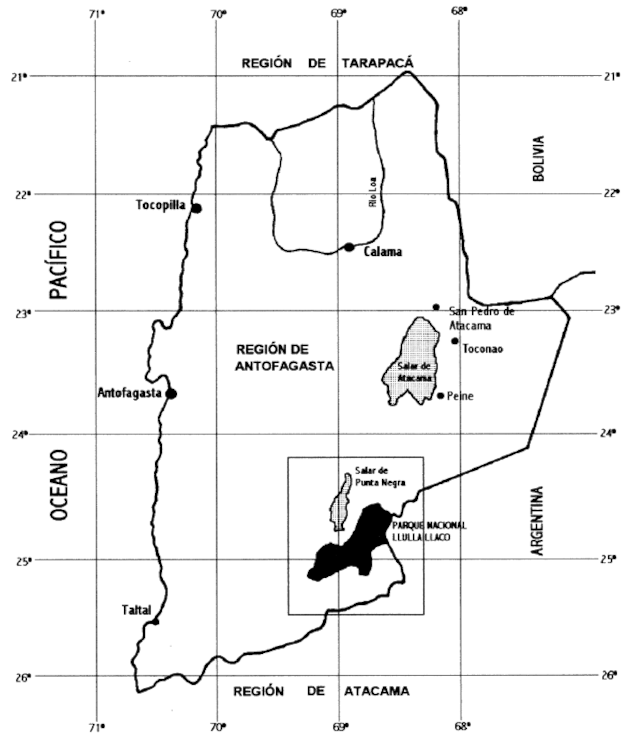 71° 70° 69° 68°
REGIÓN DE TARAPACÁ
21° 21°
BOLIVIA
22° 22°
Tocopilla
Río Loa
PACÍFICO
Calama
23° 23°
San Pedro de
Atacama
Toconao
REGIÓN DE
ANTOFAGASTA
Salar de
Atacama
Antofagasta
Peine
24° 24°
OCEANO
Salar de
Punta Negra
ARGENTINA
PARQUE NACIONAL
LLULLAILLACO
25° 25°
Taltal
26° 26°
REGIÓN DE ATACAMA
71° 70° 69° 68°